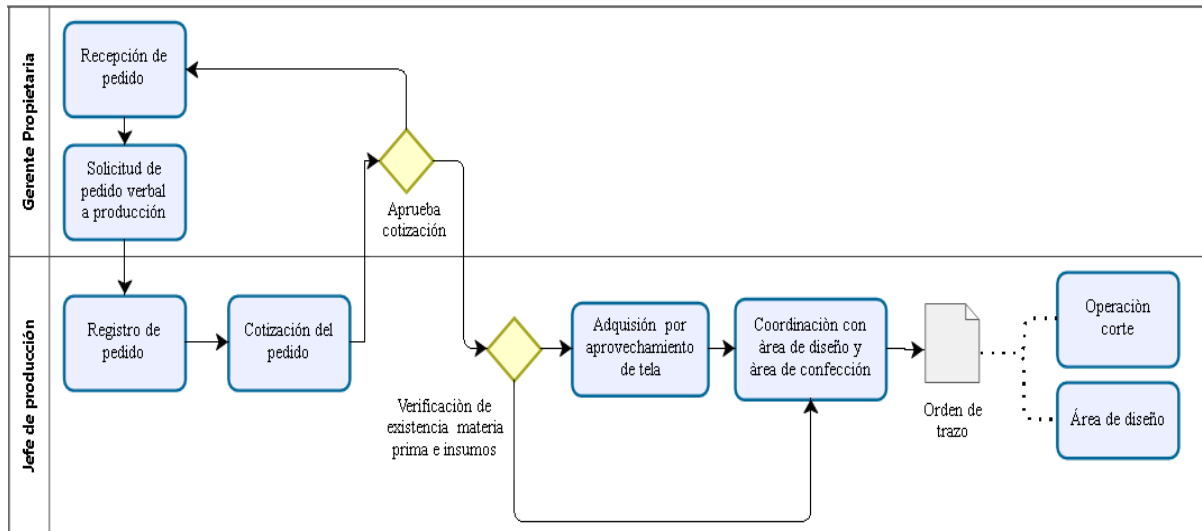 Gerente Propietaria
Recepción de
pedido
Solicitud de
pedido verbal
a producción
Aprueba
cotización
Jefe de producción
Registro de
pedido
Cotización del
pedido
Verificaciòn de
existencia materia
prima e insumos
Adquisión por
aprovechamiento
de tela
Coordinaciòn con
àrea de diseño y
àrea de confección
Orden de
trazo
Operaciòn
corte
Área de diseño